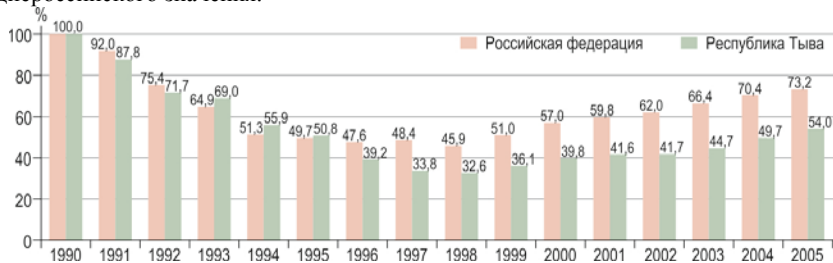 днероссийского значения.
%
Российская федерация Республика Тыва
100 80 60 40 20 0
100,0 92,0 87,8 75,4 71,7 64,9 69,0 51,3 55,9 49,7 50,8 47,6 39,2 48,4 33,8 45,9 32,6 51,0 36,1 57,0 39,8 59,8 41,6 62,0 41,7 66,4 44,7 70,4 49,7 73,2 54,0
1990 1991 1992 1993 1994 1995 1996 1997 1998 1999 2000 2001 2002 2003 2004 2005